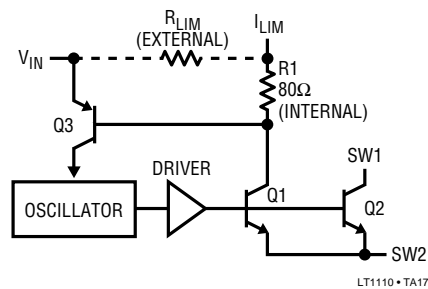 R_LIM
(EXTERNAL)
I_LIM
V_IN
R1
80Ω
(INTERNAL)
Q3
DRIVER
SW1
OSCILLATOR
Q1
Q2
SW2
LT1110 • TA17